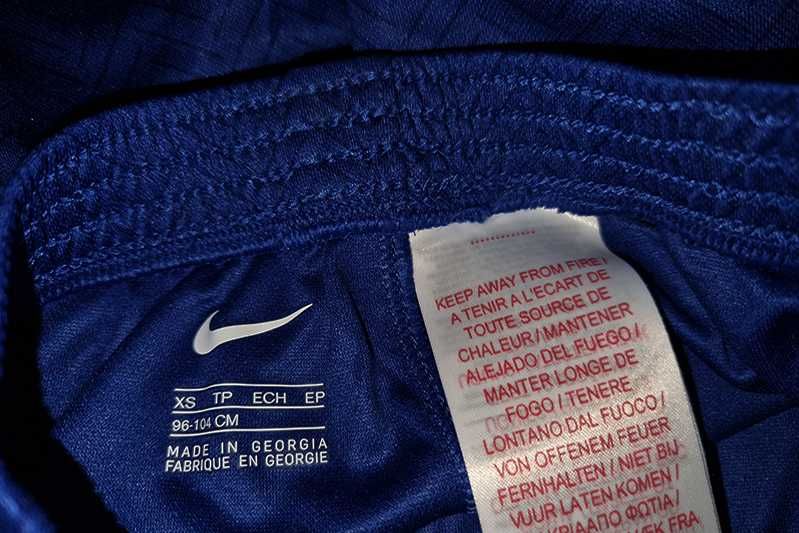 XS TP ECH EP
96-104 CM
MADE IN GEORGIA
FABRIQUE EN GEORGIE
KEEP AWAY FROM FIRE!
A TENIR A L'ECART DE
TOUTE SOURCE DE
CHALEUR / MANTENER
ALEJADO DEL FUEGO /
MANTER LONGE DE
FOGO / TENERE
LONTANO DAL FUOCO /
VON OFFENEM FEUER
FERNHALTEN / NIET BIJ
VUUR LATEN KOMEN /
ΦΩΤΙΑ /
FRA